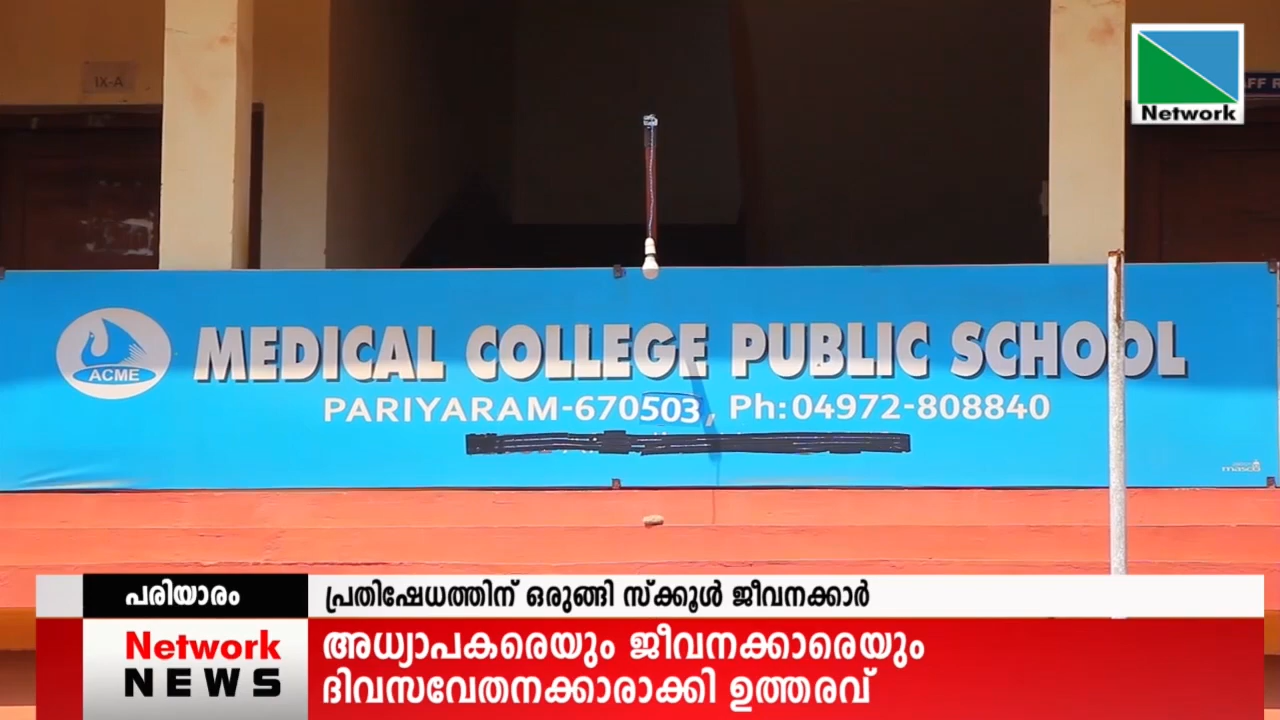 IX-A
Network
ACME
MEDICAL COLLEGE PUBLIC SCHOOL
PARIYARAM-670503, Ph:04972-808840
പരിയാരം
പ്രതിഷേധത്തിന് ഒരുങ്ങി സ്ക്കൂൾ ജീവനക്കാർ
Network
NEWS
അധ്യാപകരെയും ജീവനക്കാരെയും
ദിവസവേതനക്കാരാക്കി ഉത്തരവ്